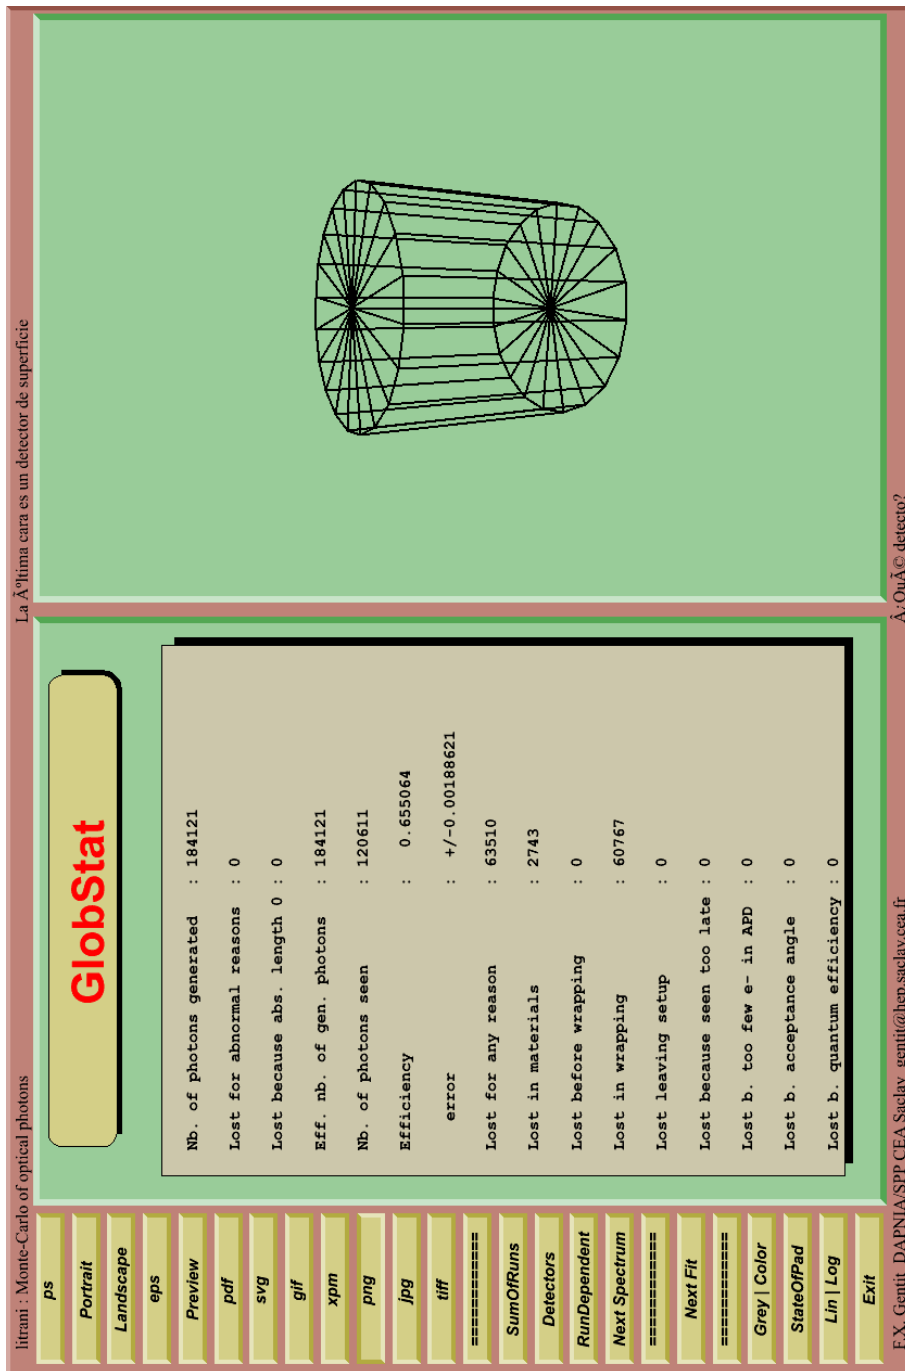 litrani : Monte-Carlo of optical photons
La Ãºltima cara es un detector de superficie
ps
Portrait
Landscape
eps
Preview
pdf
svg
gif
xpm
png
jpg
tiff
===========
SumOfRuns
Detectors
RunDependent
Next Spectrum
===========
Next Fit
===========
Grey | Color
StateOfPad
Lin | Log
Exit
GlobStat
Nb. of photons generated : 184121
Lost for abnormal reasons : 0
Lost because abs. length 0 : 0
Eff. nb. of gen. photons : 184121
Nb. of photons seen : 120611
Efficiency : 0.655064
error : +/-0.00188621
Lost for any reason : 63510
Lost in materials : 2743
Lost before wrapping : 0
Lost in wrapping : 60767
Lost leaving setup : 0
Lost because seen too late : 0
Lost b. too few e- in APD : 0
Lost b. acceptance angle : 0
Lost b. quantum efficiency : 0
F.X. Gentit DAPNIA/SPP CEA Saclay gentit@hep.saclay.cea.fr
Â¿QuÃ© detecto?